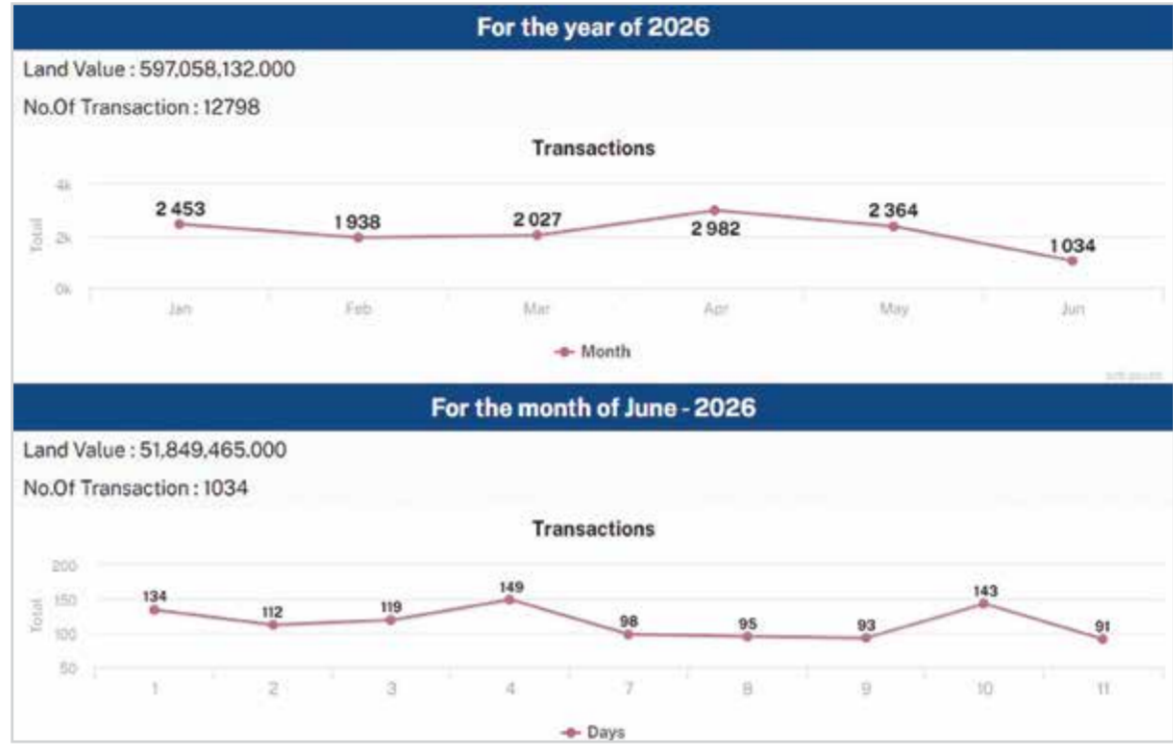 For the year of 2026
Land Value : 597,058,132.000
No.Of Transaction : 12798
Transactions
4k
2 453
1 938
2 027
2 982
2 364
1 034
Total
2k
0k
Jan Feb Mar Apr May Jun
Month
For the month of June - 2026
Land Value : 51,849,465.000
No.Of Transaction : 1034
Transactions
200
134
112
119
149
98
95
93
143
91
Total
150
100
50
1 2 3 4 7 8 9 10 11
Days